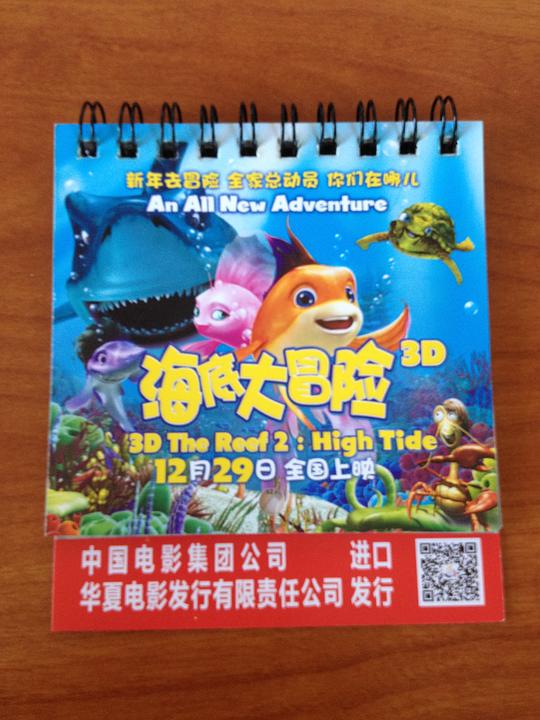 新年去冒险 全家总动员 你们在哪儿
An All New Adventure
海底大冒险 3D
3D The Reef 2 : High Tide
12月29日 全国上映
中国电影集团公司 进口
华夏电影发行有限责任公司 发行